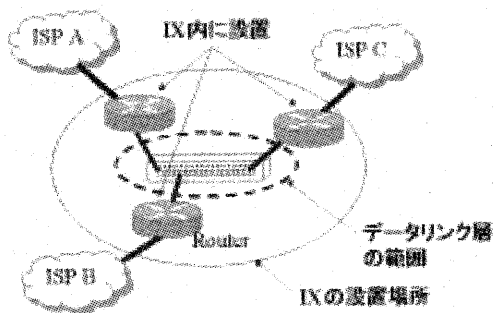 ISP A
IX内に設置
ISP C
Router
データリンク層
の範囲
ISP B
IXの設置場所